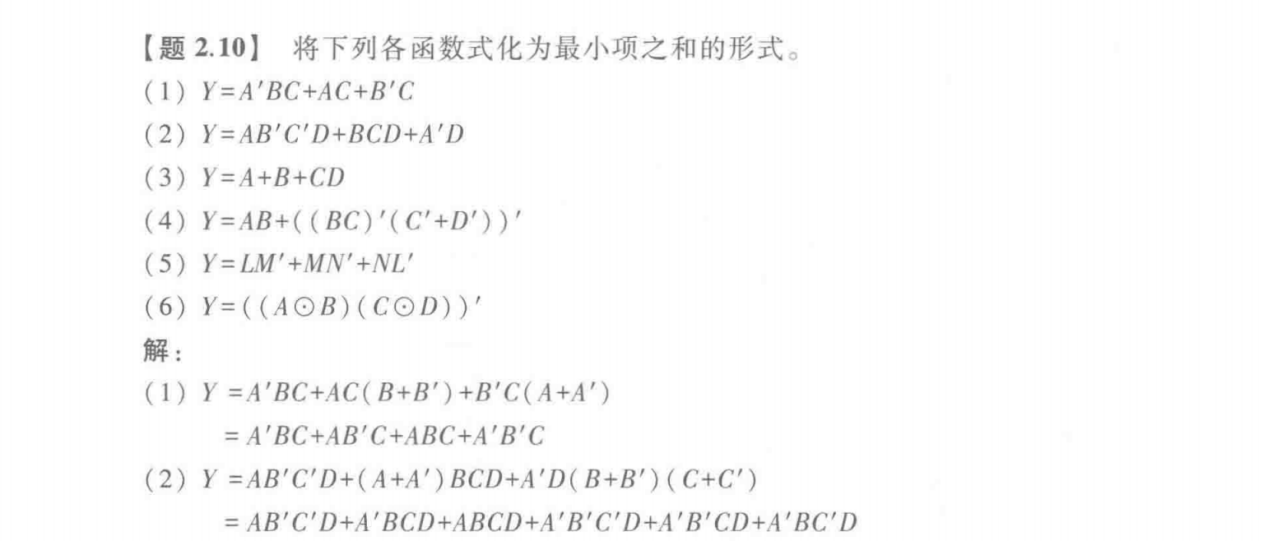 【题 2.10】 将下列各函数式化为最小项之和的形式。
(1) Y=A′BC+AC+B′C
(2) Y=AB′C′D+BCD+A′D
(3) Y=A+B+CD
(4) Y=AB+((BC)′(C′+D′))′
(5) Y=LM′+MN′+NL′
(6) Y=((A⊙B)(C⊙D))′
解:
(1) Y =A′BC+AC(B+B′)+B′C(A+A′)
= A′BC+AB′C+ABC+A′B′C
(2) Y =AB′C′D+(A+A′)BCD+A′D(B+B′)(C+C′)
= AB′C′D+A′BCD+ABCD+A′B′C′D+A′B′CD+A′BC′D